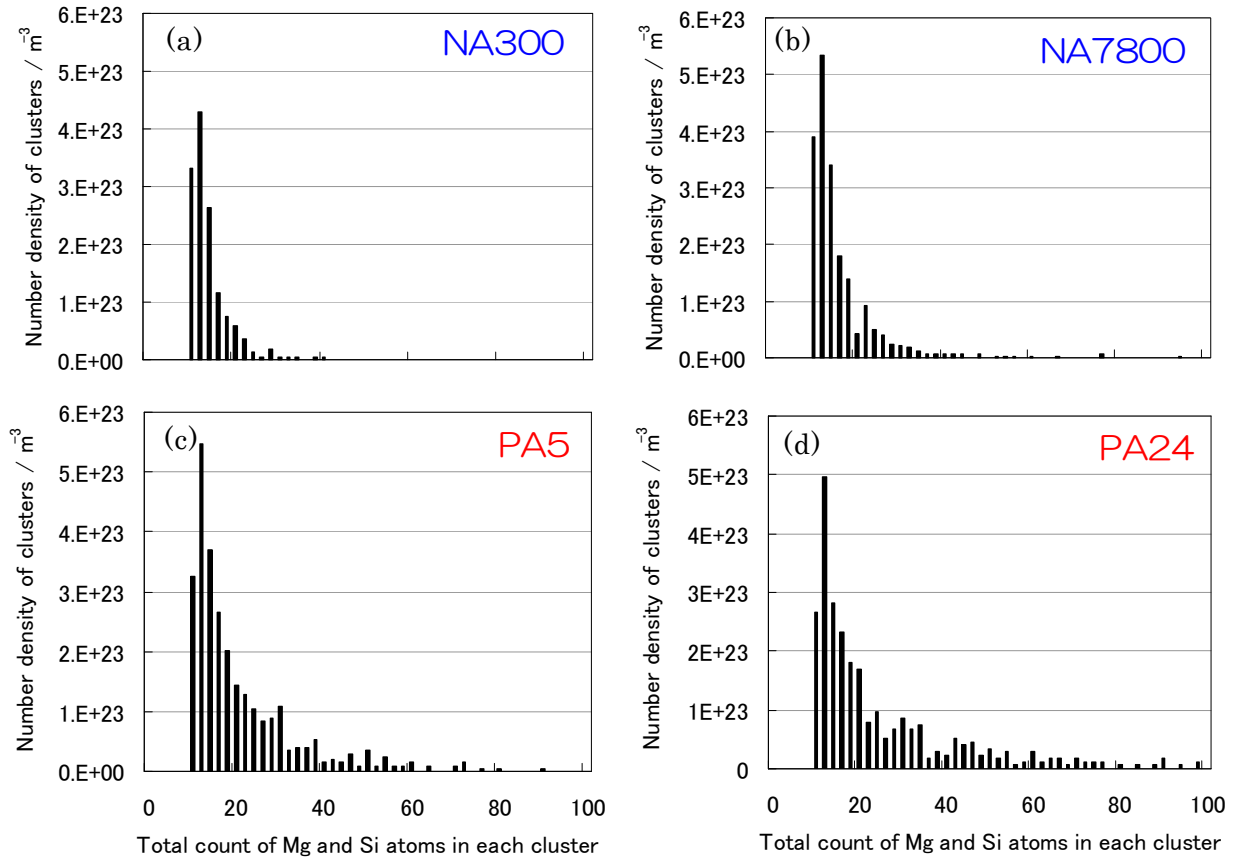 (a)
NA300
Number density of clusters / m⁻³
6.E+23
5.E+23
4.E+23
3.E+23
2.E+23
1.E+23
0.E+00
(b)
NA7800
Number density of clusters / m⁻³
6.E+23
5.E+23
4.E+23
3.E+23
2.E+23
1.E+23
0.E+00
(c)
PA5
Number density of clusters / m⁻³
6.E+23
5.E+23
4.E+23
3.E+23
2.E+23
1.E+23
0.E+00
0 20 40 60 80 100
Total count of Mg and Si atoms in each cluster
(d)
PA24
Number density of clusters / m⁻³
6E+23
5E+23
4E+23
3E+23
2E+23
1E+23
0
0 20 40 60 80 100
Total count of Mg and Si atoms in each cluster